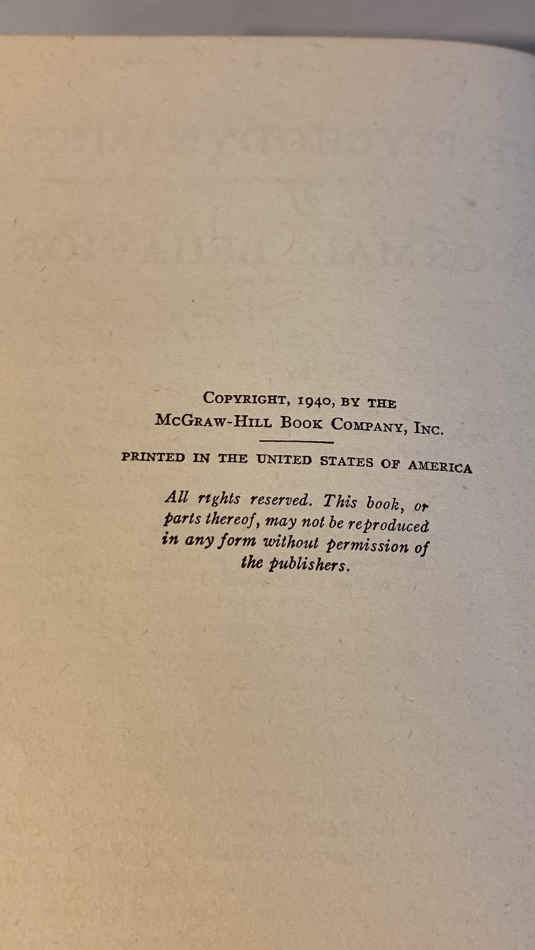 COPYRIGHT, 1940, BY THE
MCGRAW-HILL BOOK COMPANY, INC.
PRINTED IN THE UNITED STATES OF AMERICA
All rights reserved. This book, or
parts thereof, may not be reproduced
in any form without permission of
the publishers.